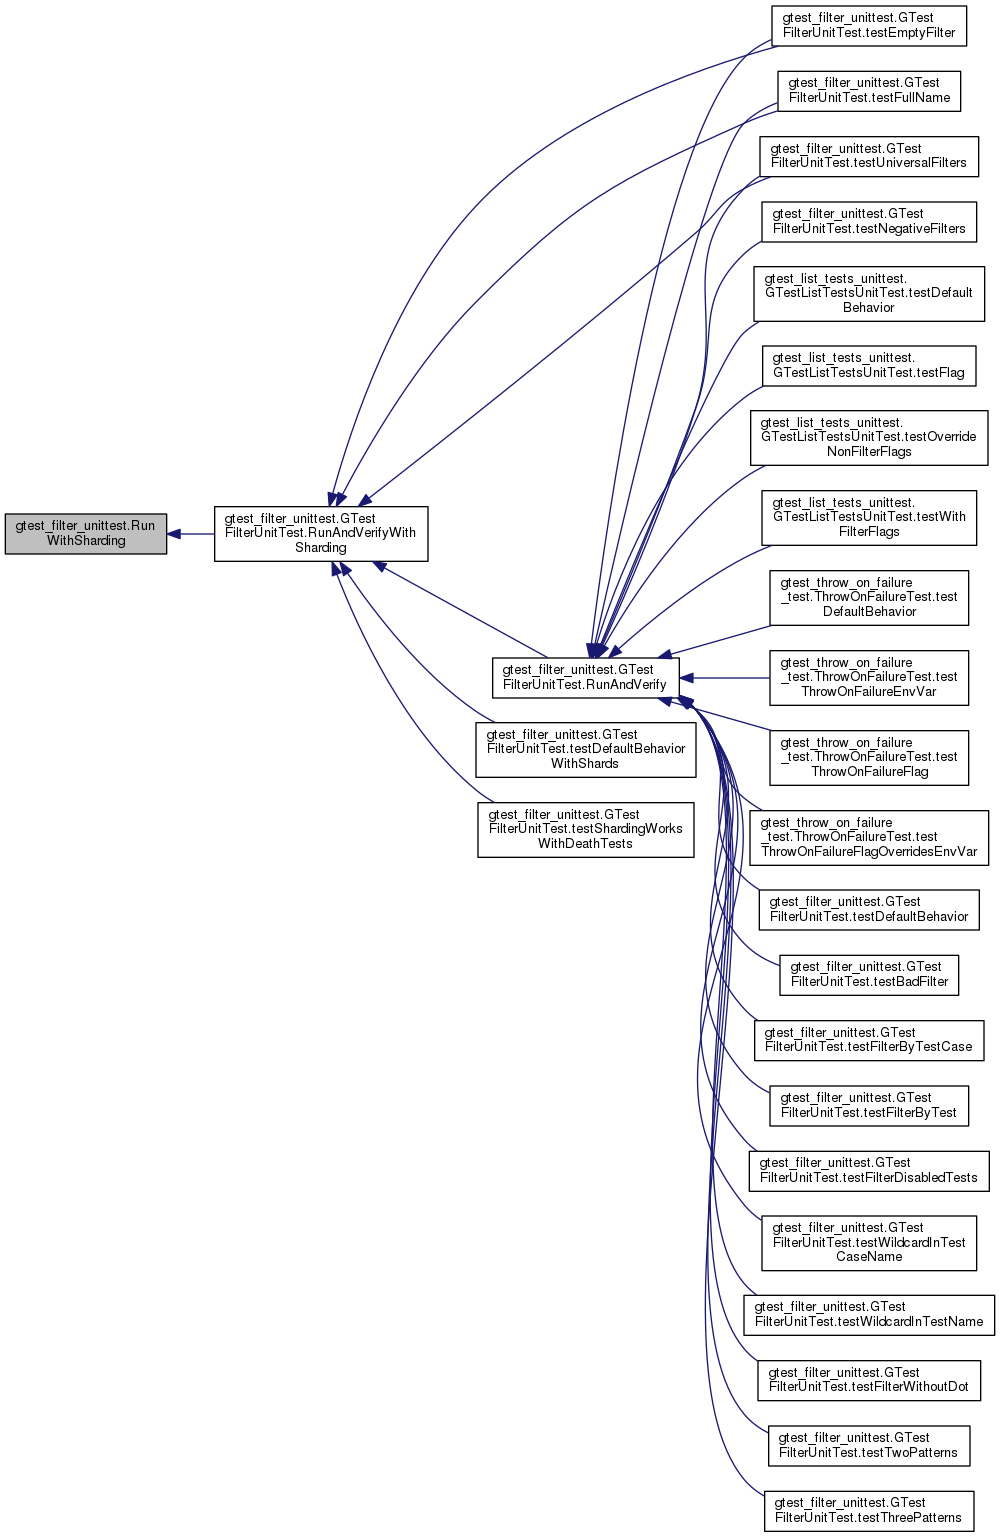 gtest_filter_unittest.GTest
FilterUnitTest.testEmptyFilter
gtest_filter_unittest.GTest
FilterUnitTest.testFullName
gtest_filter_unittest.GTest
FilterUnitTest.testUniversalFilters
gtest_filter_unittest.GTest
FilterUnitTest.testNegativeFilters
gtest_list_tests_unittest.
GTestListTestsUnitTest.testDefault
Behavior
gtest_list_tests_unittest.
GTestListTestsUnitTest.testFlag
gtest_list_tests_unittest.
GTestListTestsUnitTest.testOverride
NonFilterFlags
gtest_list_tests_unittest.
GTestListTestsUnitTest.testWith
FilterFlags
gtest_filter_unittest.Run
WithSharding
gtest_filter_unittest.GTest
FilterUnitTest.RunAndVerifyWith
Sharding
gtest_throw_on_failure
_test.ThrowOnFailureTest.test
DefaultBehavior
gtest_filter_unittest.GTest
FilterUnitTest.RunAndVerify
gtest_throw_on_failure
_test.ThrowOnFailureTest.test
ThrowOnFailureEnvVar
gtest_filter_unittest.GTest
FilterUnitTest.testDefaultBehavior
WithShards
gtest_throw_on_failure
_test.ThrowOnFailureTest.test
ThrowOnFailureFlag
gtest_filter_unittest.GTest
FilterUnitTest.testShardingWorks
WithDeathTests
gtest_throw_on_failure
_test.ThrowOnFailureTest.test
ThrowOnFailureFlagOverridesEnvVar
gtest_filter_unittest.GTest
FilterUnitTest.testDefaultBehavior
gtest_filter_unittest.GTest
FilterUnitTest.testBadFilter
gtest_filter_unittest.GTest
FilterUnitTest.testFilterByTestCase
gtest_filter_unittest.GTest
FilterUnitTest.testFilterByTest
gtest_filter_unittest.GTest
FilterUnitTest.testFilterDisabledTests
gtest_filter_unittest.GTest
FilterUnitTest.testWildcardInTest
CaseName
gtest_filter_unittest.GTest
FilterUnitTest.testWildcardInTestName
gtest_filter_unittest.GTest
FilterUnitTest.testFilterWithoutDot
gtest_filter_unittest.GTest
FilterUnitTest.testTwoPatterns
gtest_filter_unittest.GTest
FilterUnitTest.testThreePatterns